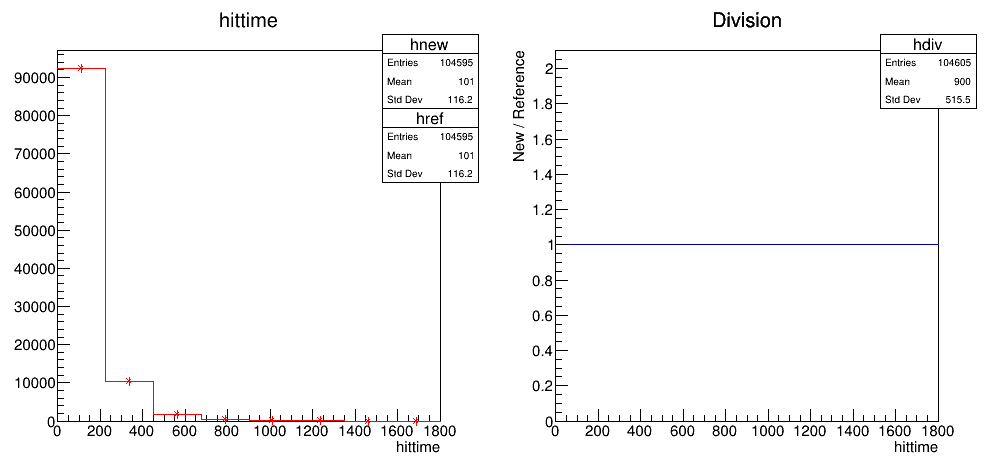 hittime
hnew
Entries 104595
Mean 101
Std Dev 116.2
href
Entries 104595
Mean 101
Std Dev 116.2
90000
80000
70000
60000
50000
40000
30000
20000
10000
0
0 200 400 600 800 1000 1200 1400 1600 1800
hittime
Division
hdiv
Entries 104605
Mean 900
Std Dev 515.5
New / Reference
2
1.8
1.6
1.4
1.2
1
0.8
0.6
0.4
0.2
0
0 200 400 600 800 1000 1200 1400 1600 1800
hittime